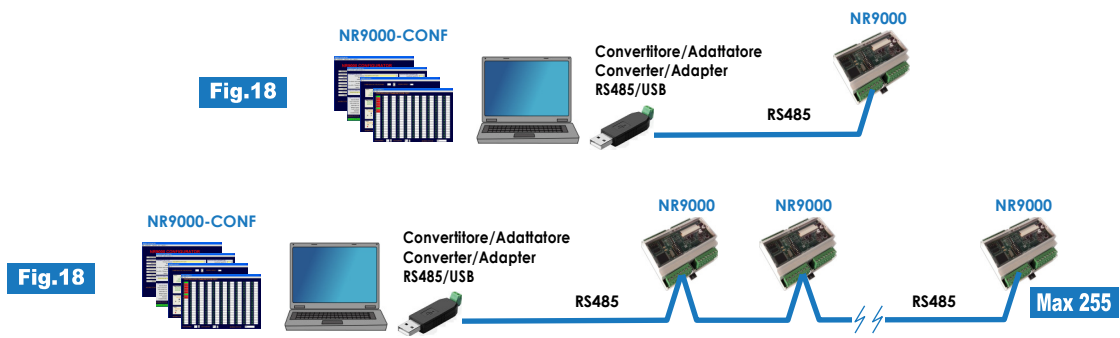 NR9000
NR9000-CONF
Convertitore/Adattatore
Converter/Adapter
RS485/USB
Fig.18
RS485
NR9000
NR9000
NR9000
NR9000-CONF
Convertitore/Adattatore
Converter/Adapter
RS485/USB
Fig.18
RS485
RS485
Max 255